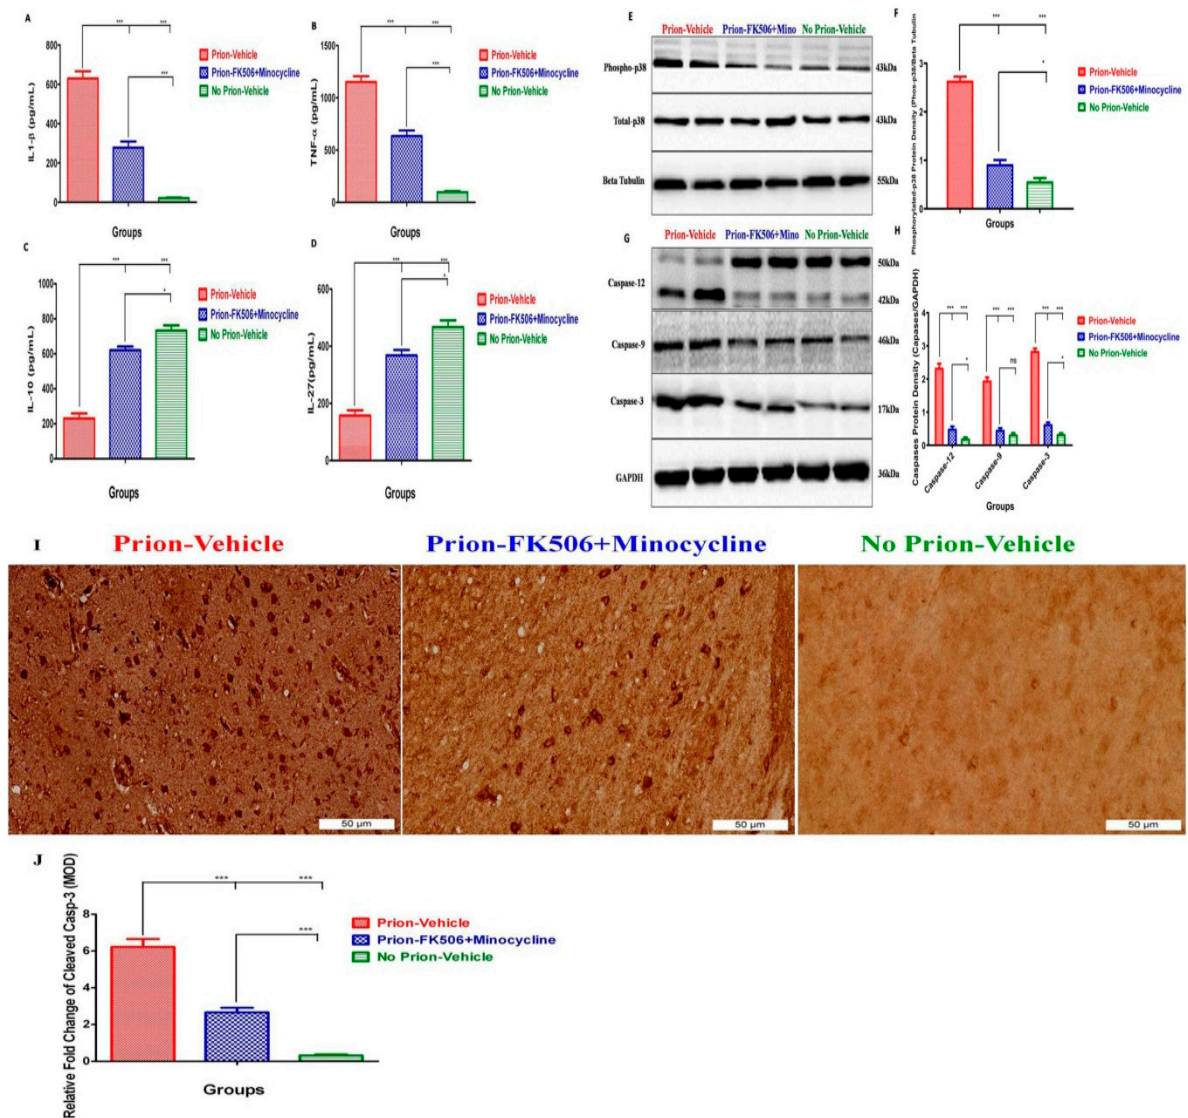 A
***
***
***
IL1-β (pg/mL)
800
600
400
200
0
Groups
Prion-Vehicle
Prion-FK506+Minocycline
No Prion-Vehicle
B
***
***
***
TNF-α (pg/mL)
1500
1000
500
0
Groups
Prion-Vehicle
Prion-FK506+Minocycline
No Prion-Vehicle
C
***
***
*
IL-10 (pg/mL)
1000
800
600
400
200
0
Groups
Prion-Vehicle
Prion-FK506+Minocycline
No Prion-Vehicle
D
***
***
*
IL-27(pg/mL)
600
400
200
0
Groups
Prion-Vehicle
Prion-FK506+Minocycline
No Prion-Vehicle
E
Prion-Vehicle Prion-FK506+Mino No Prion-Vehicle
Phospho-p38 43kDa
Total-p38 43kDa
Beta Tubulin 55kDa
F
***
***
*
Phosphorylated-p38 Protein Density (Phos-p38/Beta Tubulin
3
2
1
0
Groups
Prion-Vehicle
Prion-FK506+Minocycline
No Prion-Vehicle
G
Prion-Vehicle Prion-FK506+Mino No Prion-Vehicle
50kDa
Caspase-12
42kDa
Caspase-9 46kDa
Caspase-3 17kDa
GAPDH 36kDa
H
Caspases Protein Density (Capases/GAPDH)
*** *** *** *** *** ***
* ns *
4
3
2
1
0
Caspase-12 Caspase-9 Caspase-3
Groups
Prion-Vehicle
Prion-FK506+Minocycline
No Prion-Vehicle
I
Prion-Vehicle Prion-FK506+Minocycline No Prion-Vehicle
50 µm 50 µm 50 µm
J
***
***
***
Relative Fold Change of Cleaved Casp-3 (MOD)
8
6
4
2
0
Groups
Prion-Vehicle
Prion-FK506+Minocycline
No Prion-Vehicle